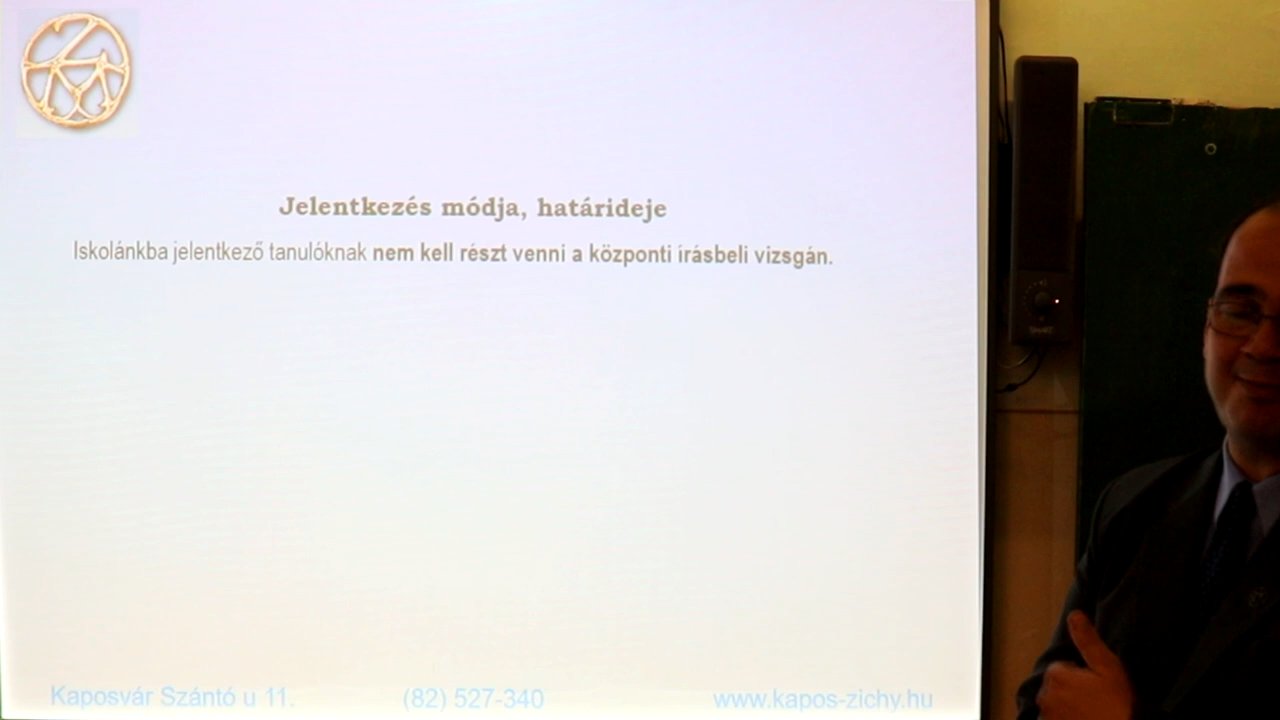 Jelentkezés módja, határideje
Iskolánkba jelentkező tanulóknak nem kell részt venni a központi írásbeli vizsgán.
Kaposvár Szántó u 11. (82) 527-340 www.kapos-zichy.hu